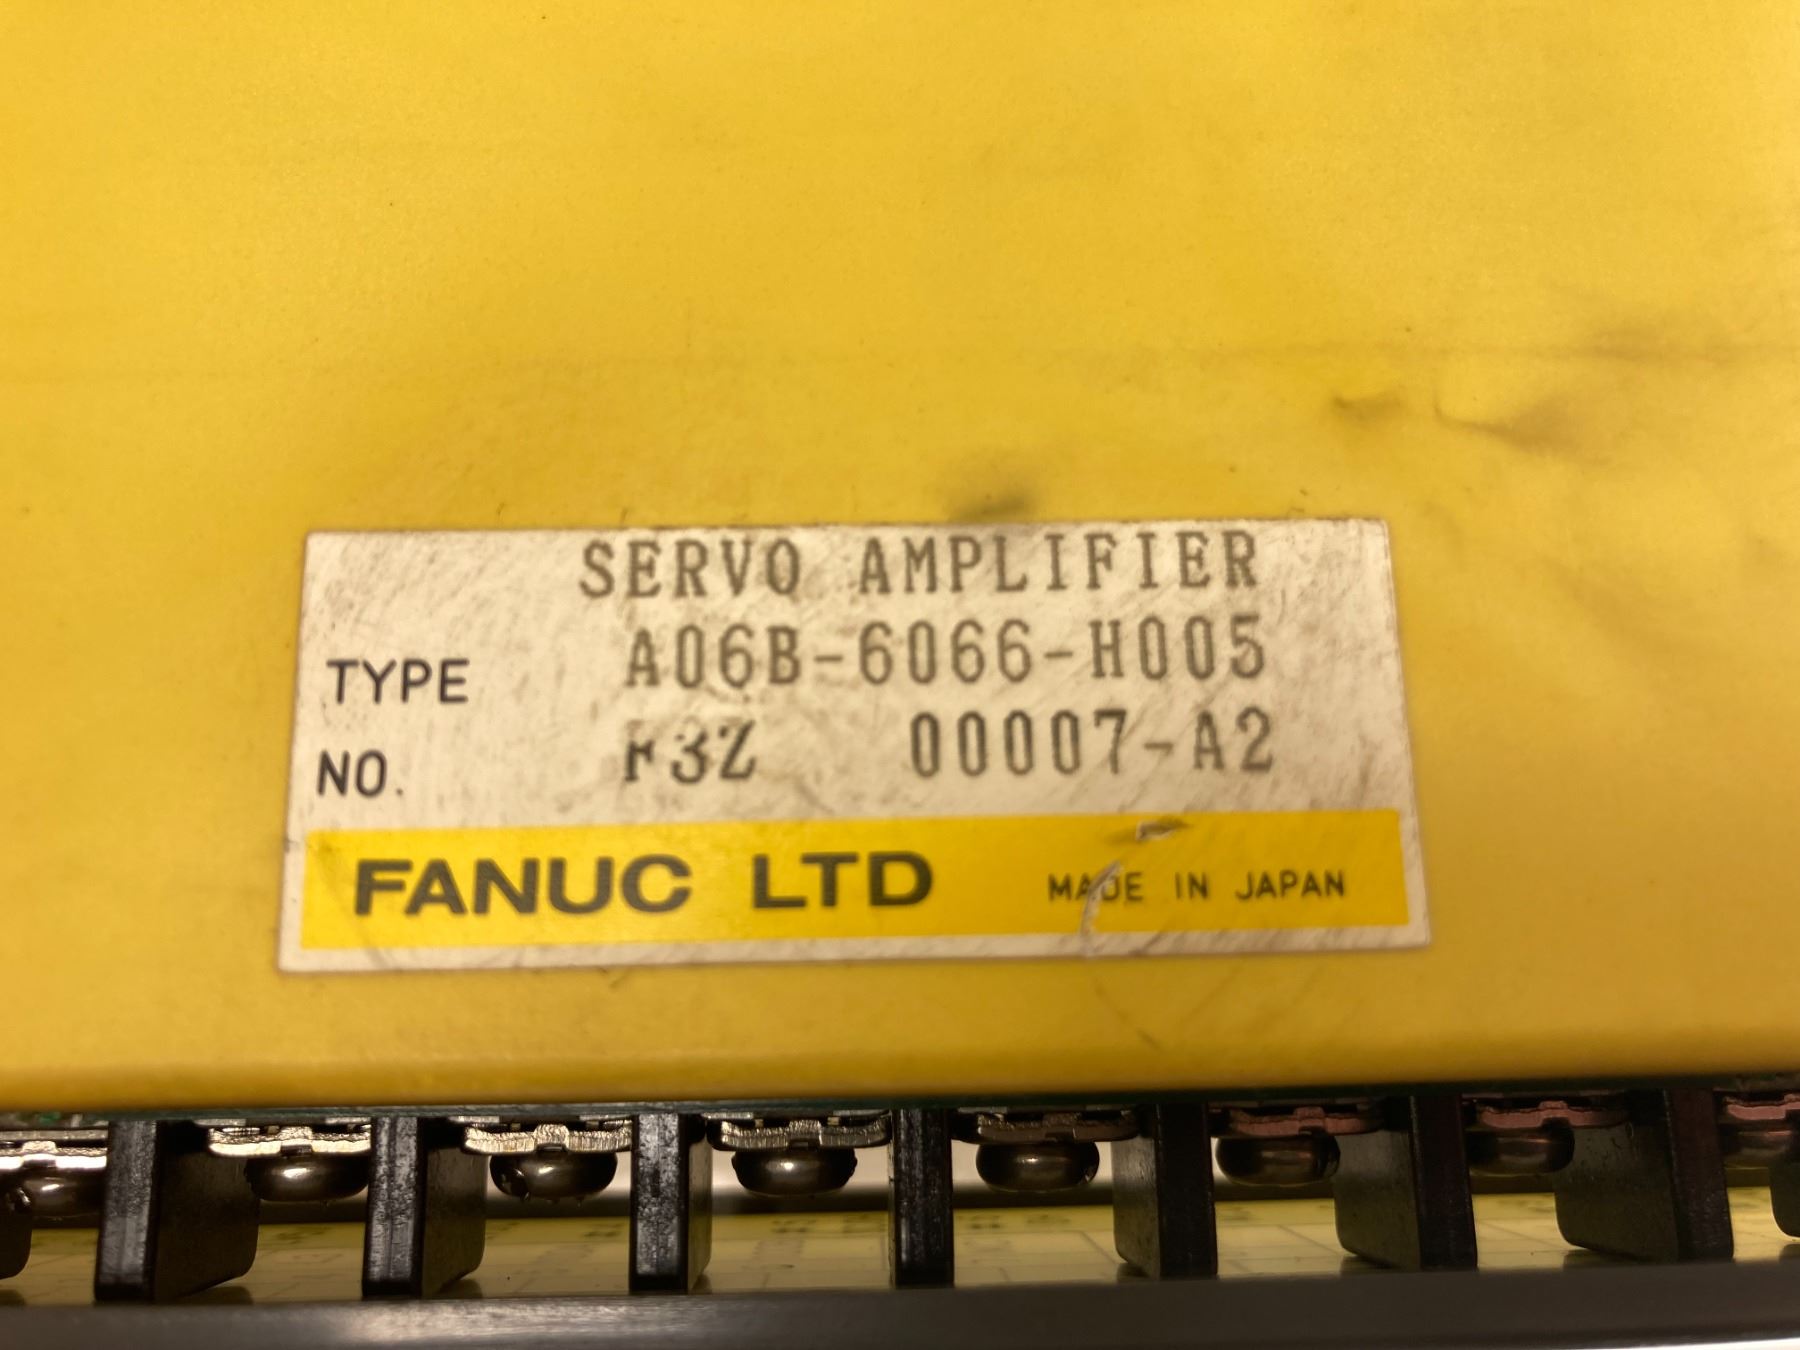 SERVO AMPLIFIER
TYPE A06B-6066-H005
NO. F3Z 00007-A2
FANUC LTD MADE IN JAPAN